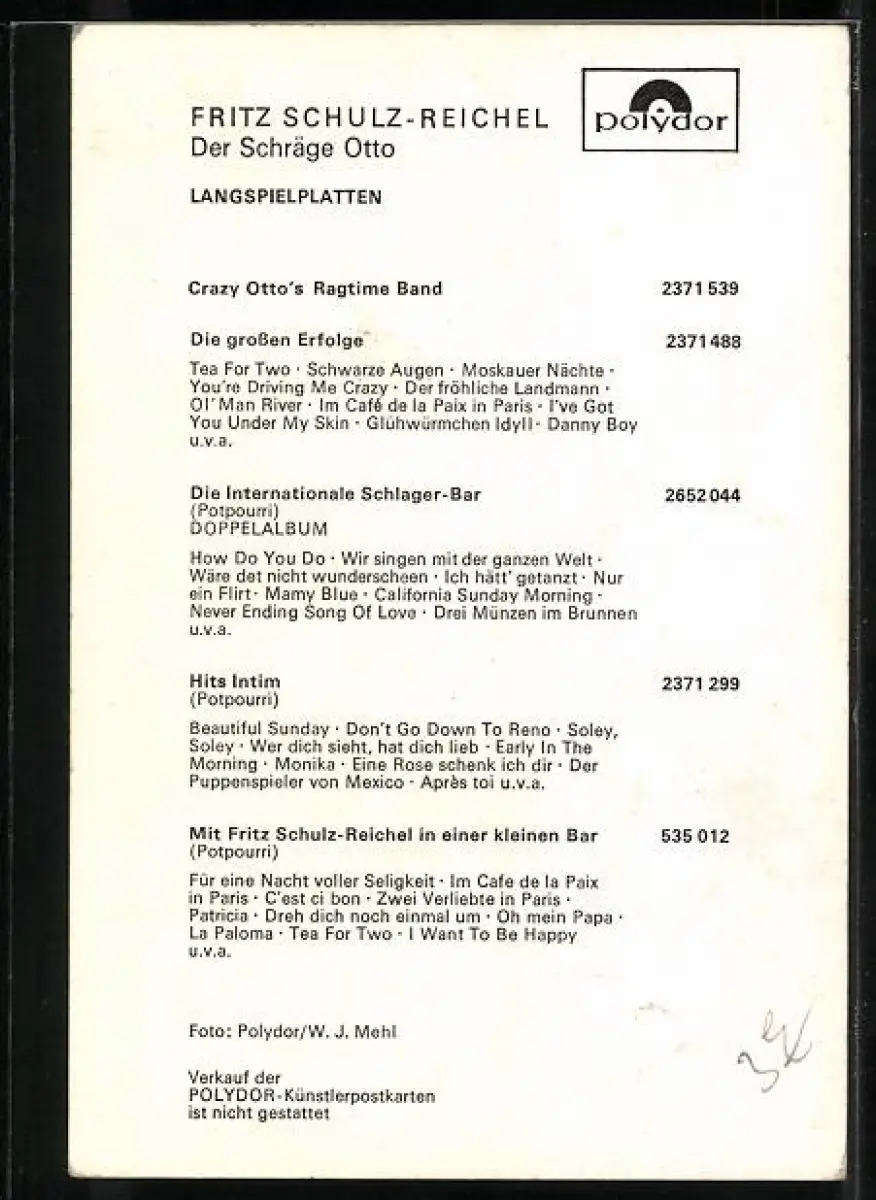 FRITZ SCHULZ-REICHEL
Der Schräge Otto
polydor
LANGSPIELPLATTEN
Crazy Otto's Ragtime Band 2371 539
Die großen Erfolge 2371 488
Tea For Two · Schwarze Augen · Moskauer Nächte ·
You're Driving Me Crazy · Der fröhliche Landmann ·
Ol' Man River · Im Café de la Paix in Paris · I've Got
You Under My Skin · Glühwürmchen Idyll · Danny Boy
u.v.a.
Die Internationale Schlager-Bar 2652 044
(Potpourri)
DOPPELALBUM
How Do You Do · Wir singen mit der ganzen Welt ·
Wäre det nicht wunderscheen · Ich hätt' getanzt · Nur
ein Flirt · Mamy Blue · California Sunday Morning ·
Never Ending Song Of Love · Drei Münzen im Brunnen
u.v.a.
Hits Intim 2371 299
(Potpourri)
Beautiful Sunday · Don't Go Down To Reno · Soley,
Soley · Wer dich sieht, hat dich lieb · Early In The
Morning · Monika · Eine Rose schenk ich dir · Der
Puppenspieler von Mexico · Après toi u.v.a.
Mit Fritz Schulz-Reichel in einer kleinen Bar 535 012
(Potpourri)
Für eine Nacht voller Seligkeit · Im Cafe de la Paix
in Paris · C'est ci bon · Zwei Verliebte in Paris ·
Patricia · Dreh dich noch einmal um · Oh mein Papa ·
La Paloma · Tea For Two · I Want To Be Happy
u.v.a.
Foto: Polydor/W. J. Mehl
Verkauf der
POLYDOR-Künstlerpostkarten
ist nicht gestattet